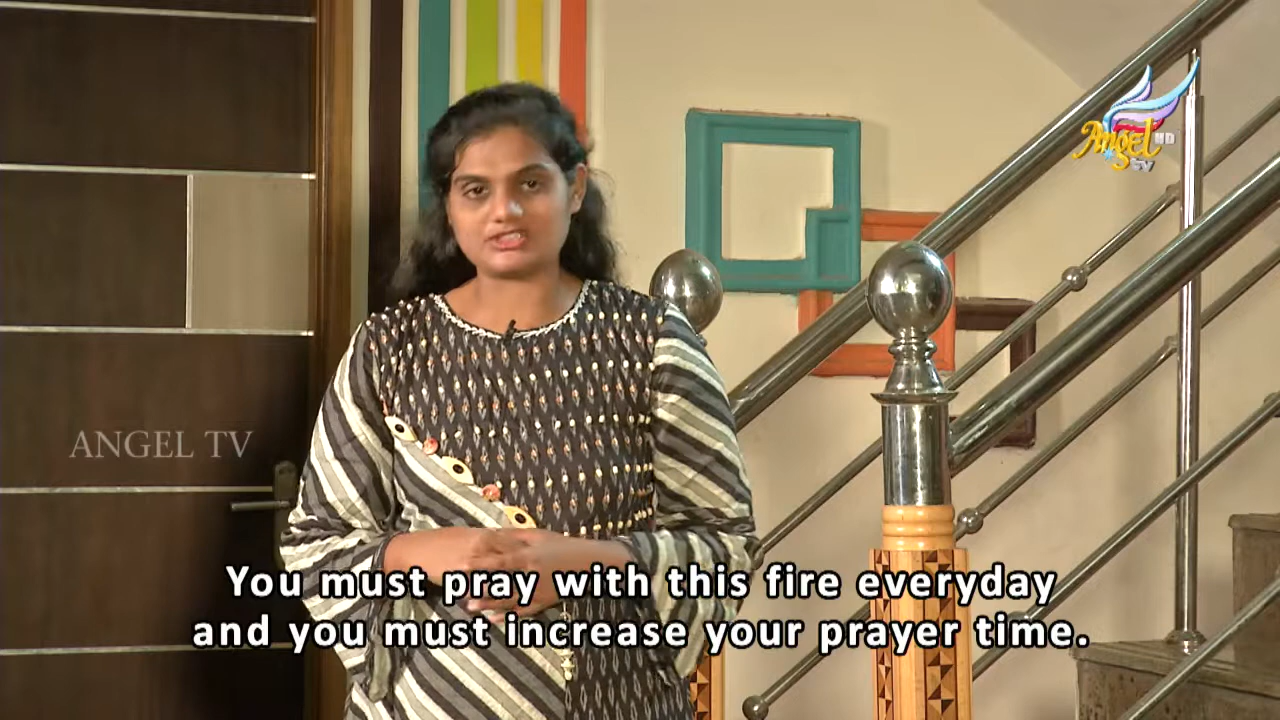 Angel HD
tv
ANGEL TV
You must pray with this fire everyday
and you must increase your prayer time.